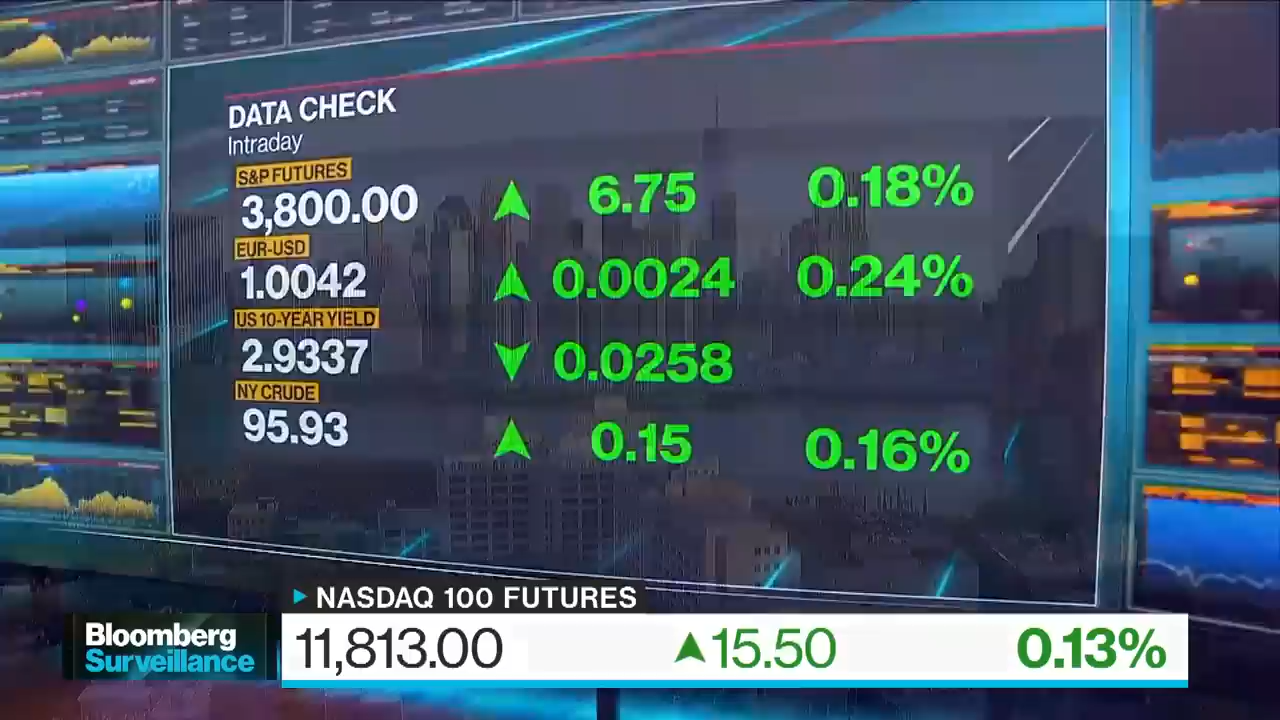 DATA CHECK
Intraday
S&P FUTURES
3,800.00 ▲ 6.75 0.18%
EUR-USD
1.0042 ▲ 0.0024 0.24%
US 10-YEAR YIELD
2.9337 ▼ 0.0258
NY CRUDE
95.93 ▲ 0.15 0.16%
NASDAQ 100 FUTURES
Bloomberg
Surveillance
11,813.00 ▲ 15.50 0.13%